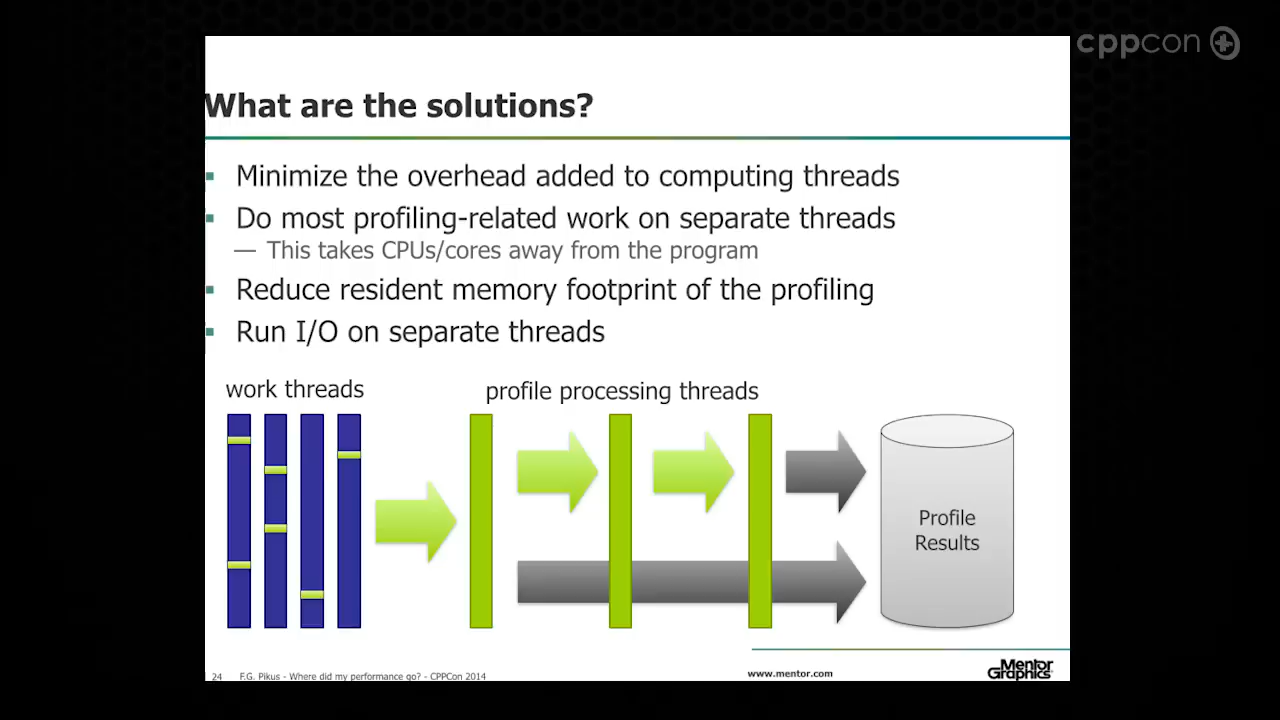 cppcon
What are the solutions?
▪ Minimize the overhead added to computing threads
▪ Do most profiling-related work on separate threads
— This takes CPUs/cores away from the program
▪ Reduce resident memory footprint of the profiling
▪ Run I/O on separate threads
work threads
profile processing threads
Profile
Results
24 F.G. Pikus - Where did my performance go? - CPPCon 2014
www.mentor.com
Mentor
Graphics